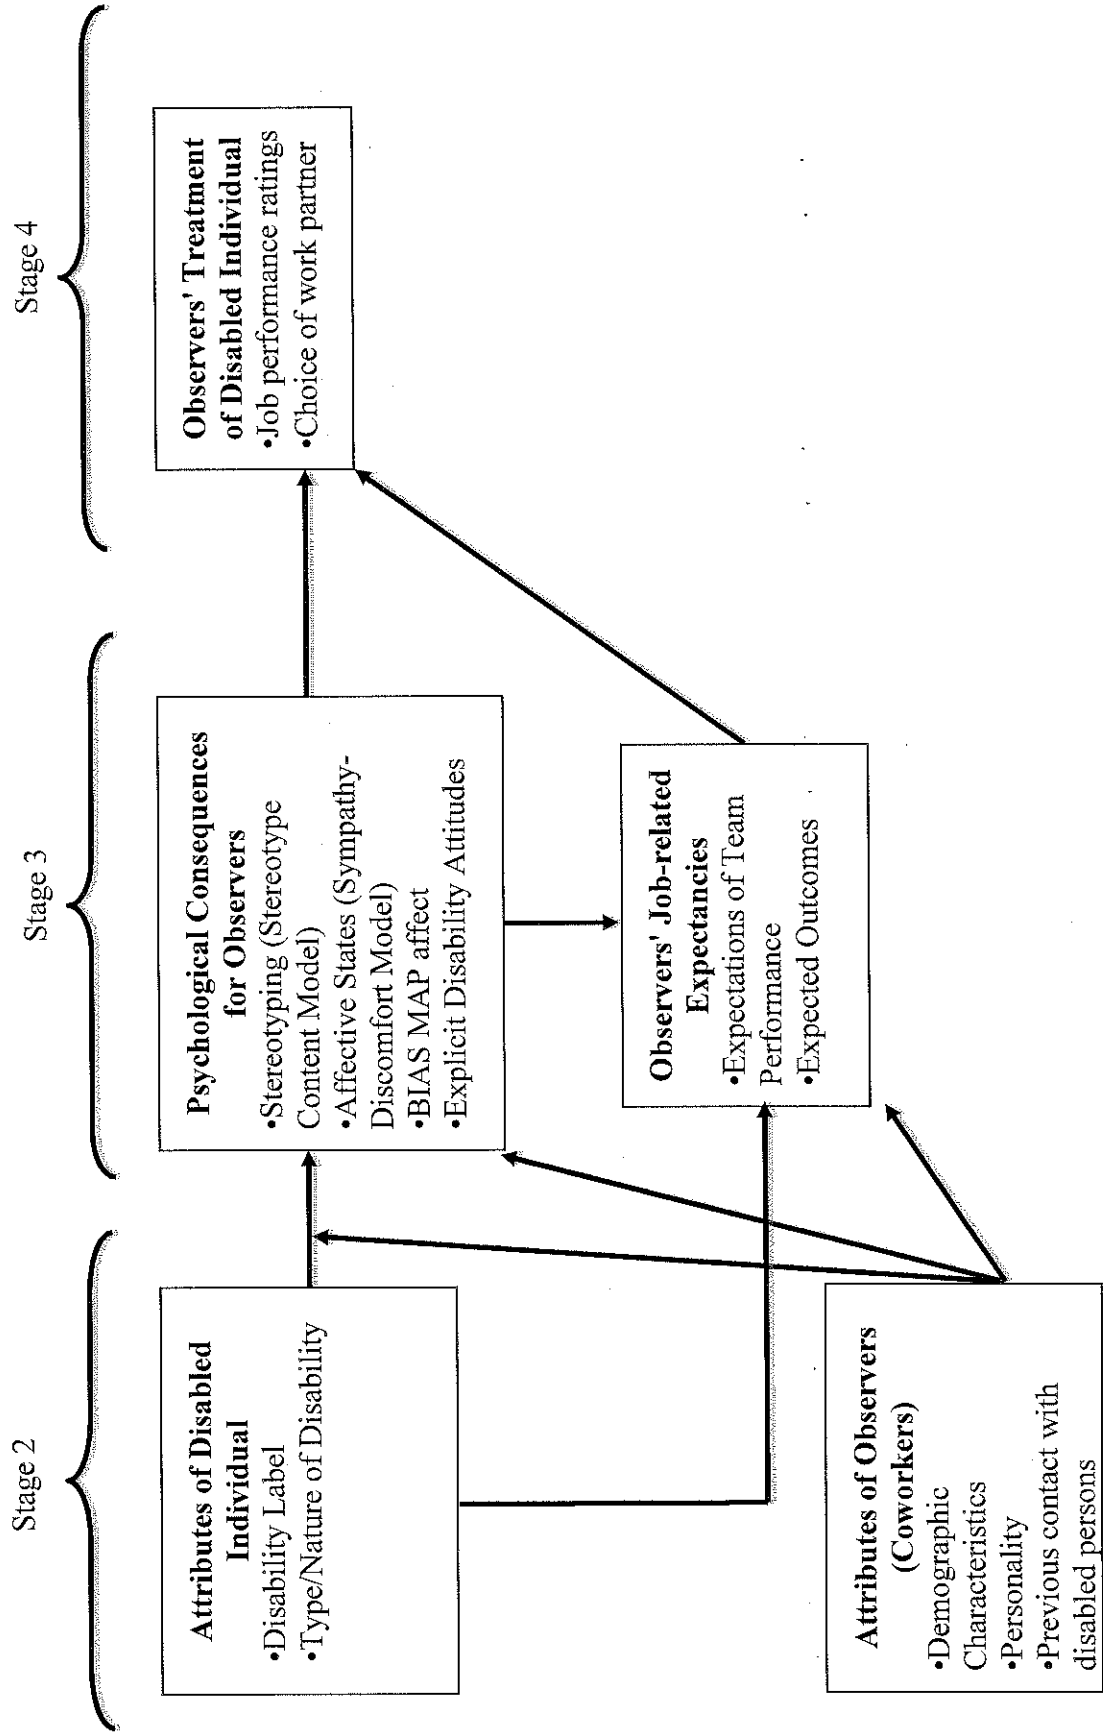 Stage 2
Stage 3
Stage 4
Attributes of Disabled
Individual
•Disability Label
•Type/Nature of Disability
Attributes of Observers
(Coworkers)
•Demographic
Characteristics
•Personality
•Previous contact with
disabled persons
Psychological Consequences
for Observers
•Stereotyping (Stereotype
Content Model)
•Affective States (Sympathy-
Discomfort Model)
•BIAS MAP affect
•Explicit Disability Attitudes
Observers' Job-related
Expectancies
•Expectations of Team
Performance
•Expected Outcomes
Observers' Treatment
of Disabled Individual
•Job performance ratings
•Choice of work partner